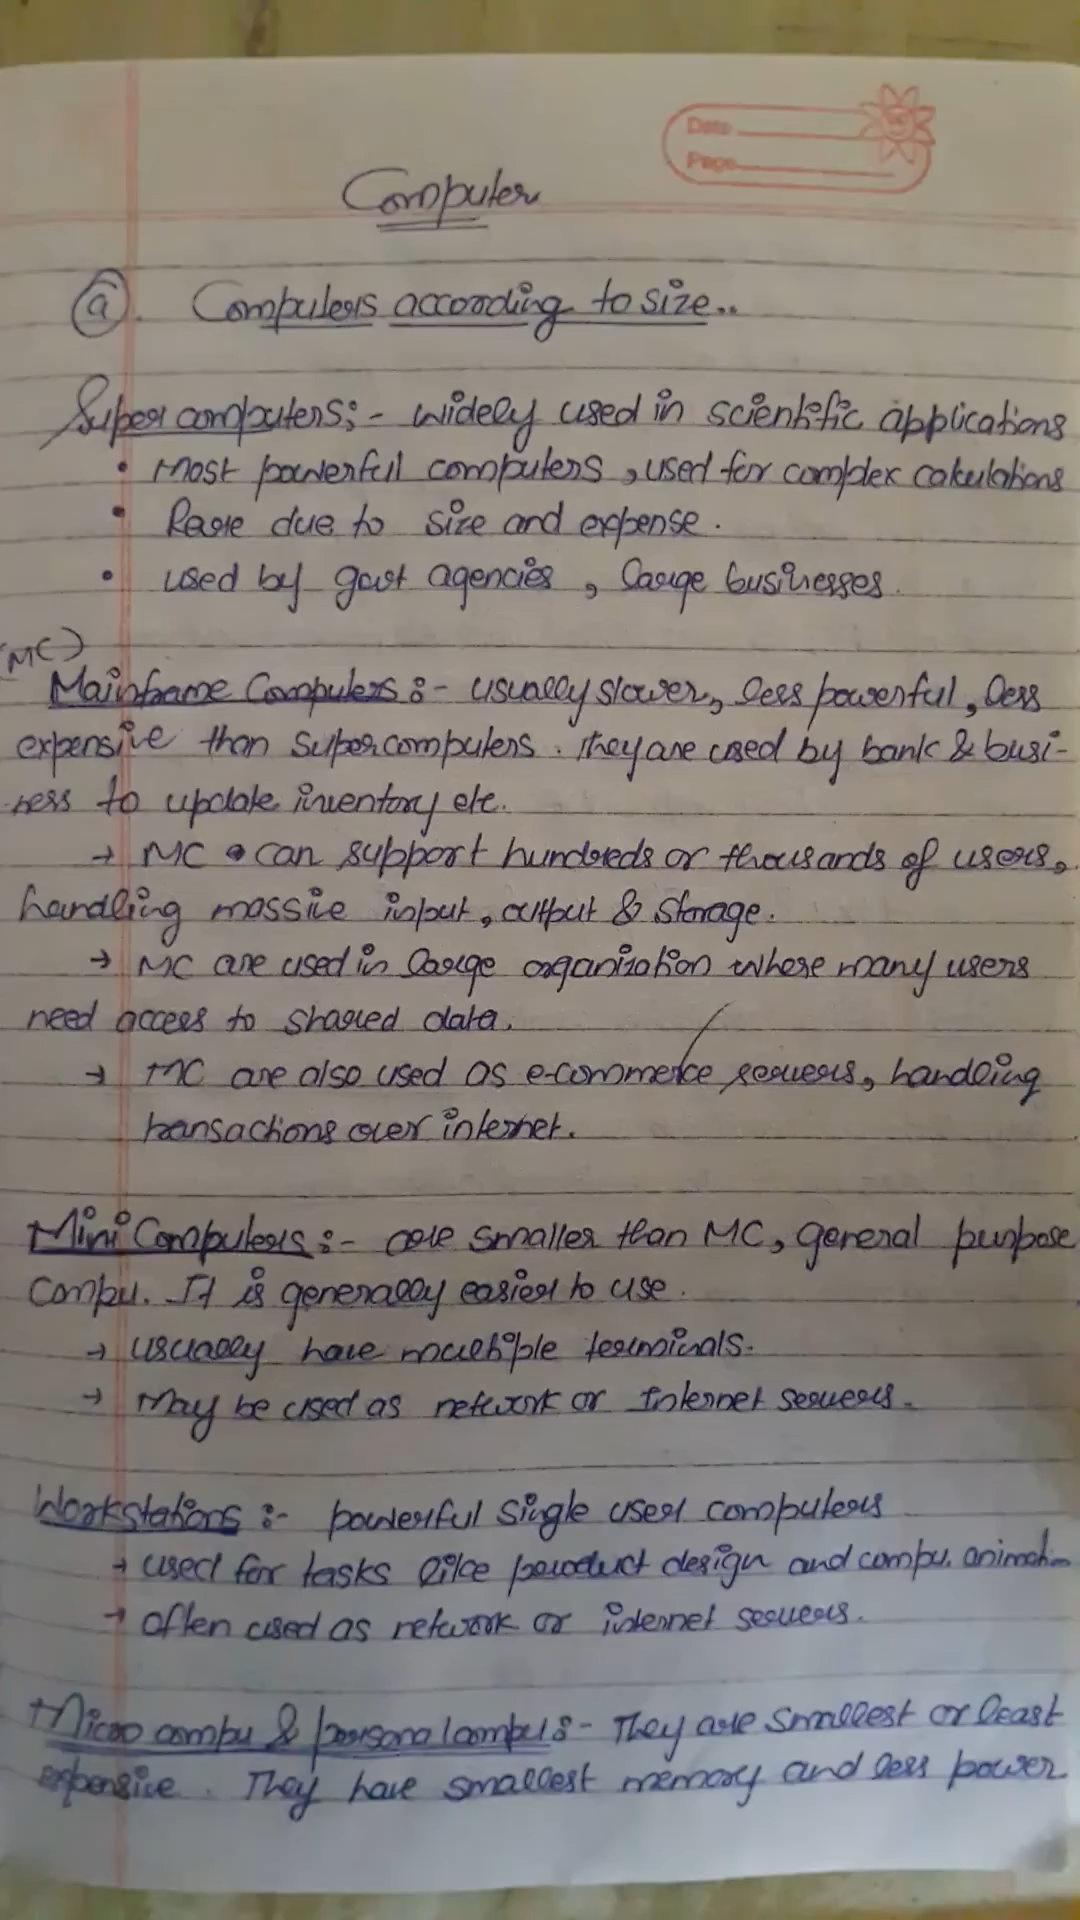 Date
Page
Computer
(a). Computers according to size..
Super computers:- widely used in scientific applications
• Most powerfull computers, used for complex calculations
• Rare due to size and expense.
• used by govt agencies, large businesses.
(MC)
Mainframe Computers:- usually slower, less powerful, less
expensive than supercomputers. They are used by bank & busi-
ness to update inventory etc.
→ MC can support hundreds or thousands of users,
handling massive input, output & storage.
→ MC are used in large organization where many users
need access to shared data.
→ MC are also used as e-commerce servers, handling
transactions over internet.
Mini Computers:- are smaller than MC, general purpose
compu. It is generally easier to use.
→ usually have multiple terminals.
→ May be used as network or Internet servers.
Workstations:- powerful single user computers
→ used for tasks like product design and compu. animation
→ often used as network or internet servers.
Micro compu & personal compu:- They are smallest or least
expensive. They have smallest memory and less power